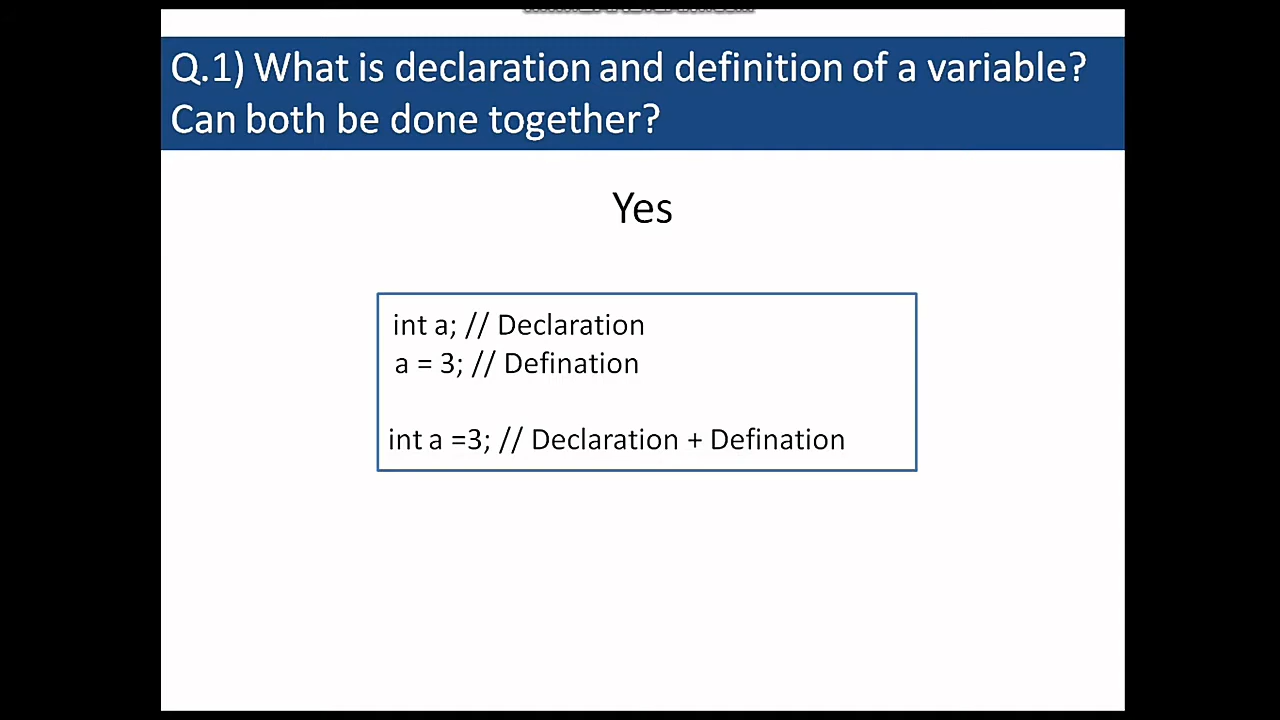 Q.1) What is declaration and definition of a variable?
Can both be done together?
Yes
int a; // Declaration
a = 3; // Defination
int a =3; // Declaration + Defination